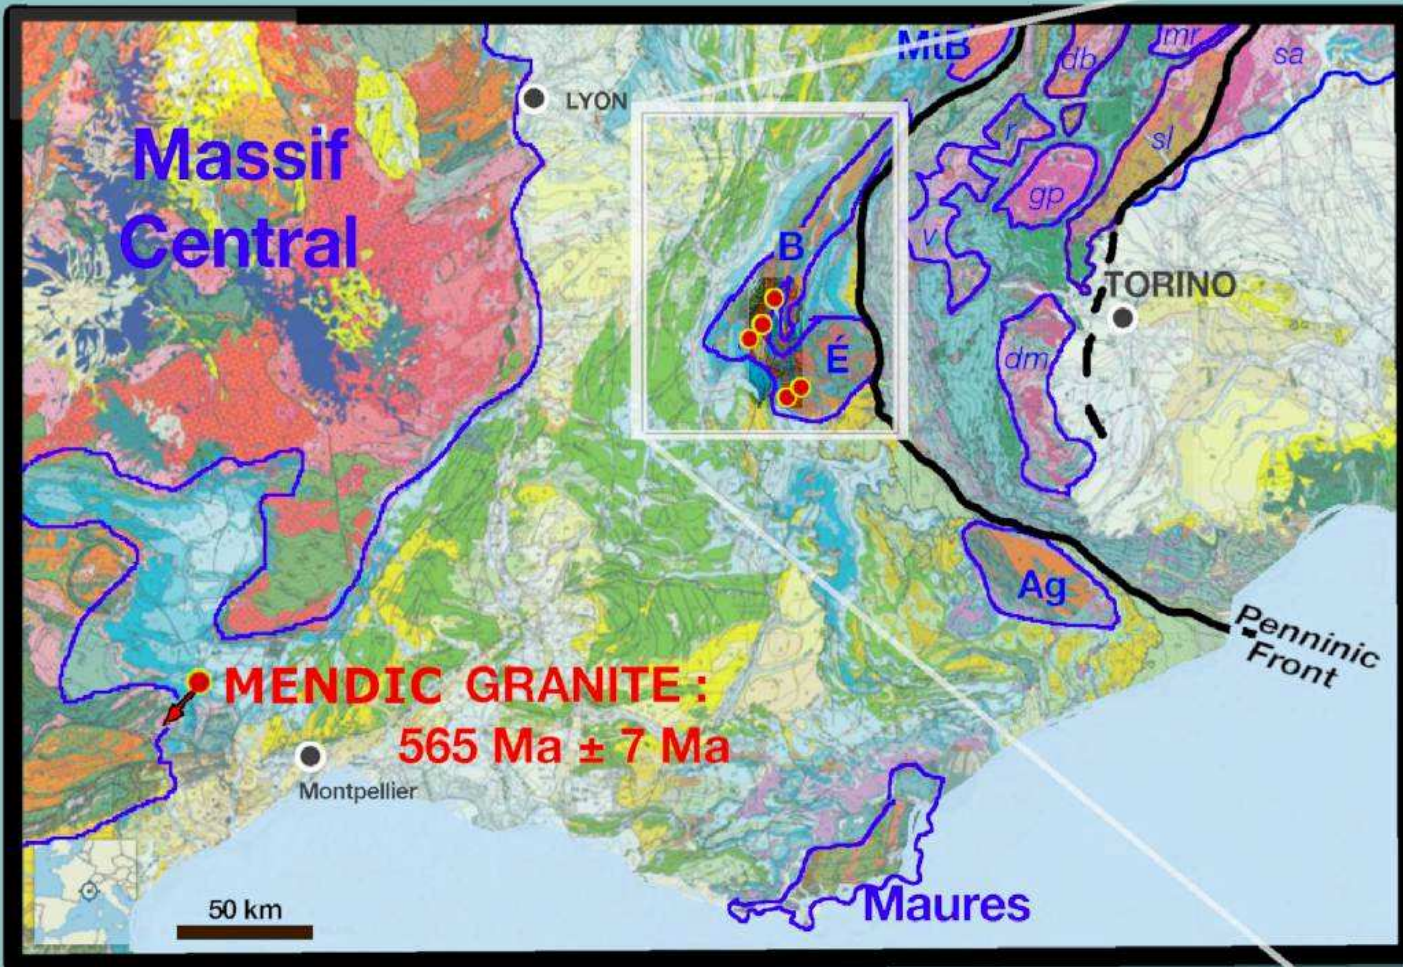 MtB
db
mr
sa
LYON
Massif
Central
r
sl
gp
B
v
TORINO
É
dm
Ag
Penninic
Front
MENDIC GRANITE :
565 Ma ± 7 Ma
Montpellier
50 km
Maures